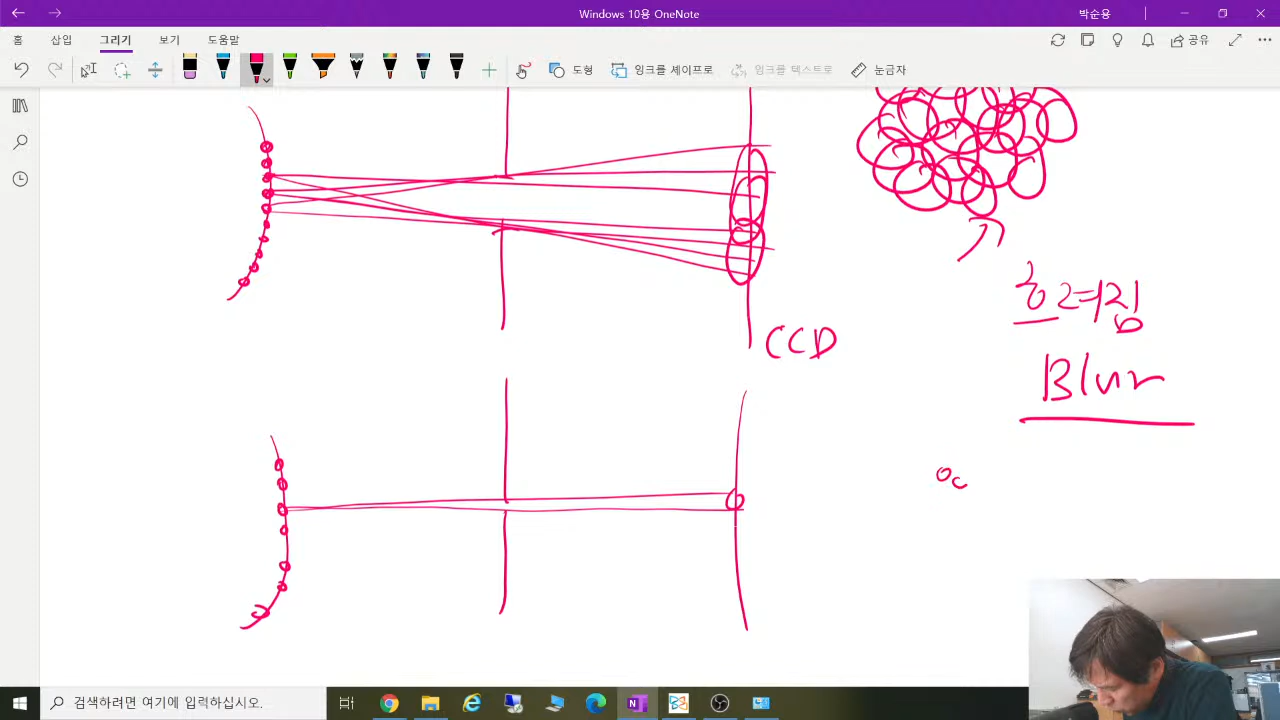 Windows 10용 OneNote
박순용
홈 삽입 그리기 보기 도움말
공유
도형 잉크를 셰이프로 잉크를 텍스트로 눈금자
CCD
흐려짐
Blur
검색하려면 여기에 입력하십시오.